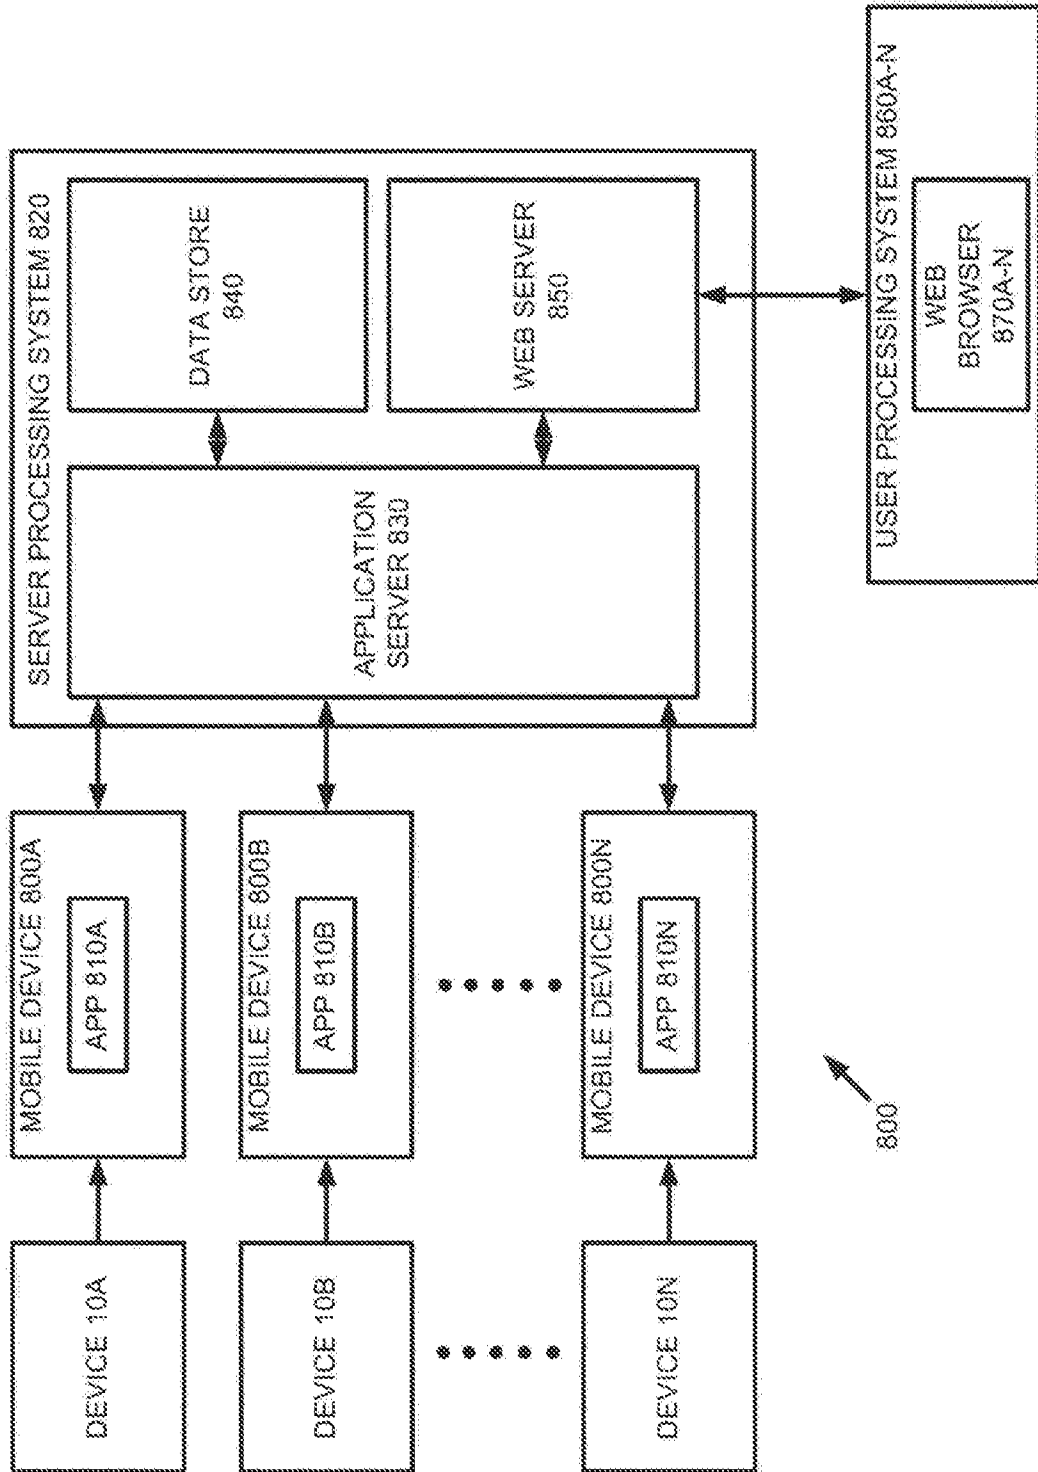 DEVICE 10A
MOBILE DEVICE 800A
APP 810A
DEVICE 10B
MOBILE DEVICE 800B
APP 810B
DEVICE 10N
MOBILE DEVICE 800N
APP 810N
SERVER PROCESSING SYSTEM 820
APPLICATION
SERVER 830
DATA STORE
840
WEB SERVER
850
USER PROCESSING SYSTEM 860A-N
WEB
BROWSER
870A-N
800